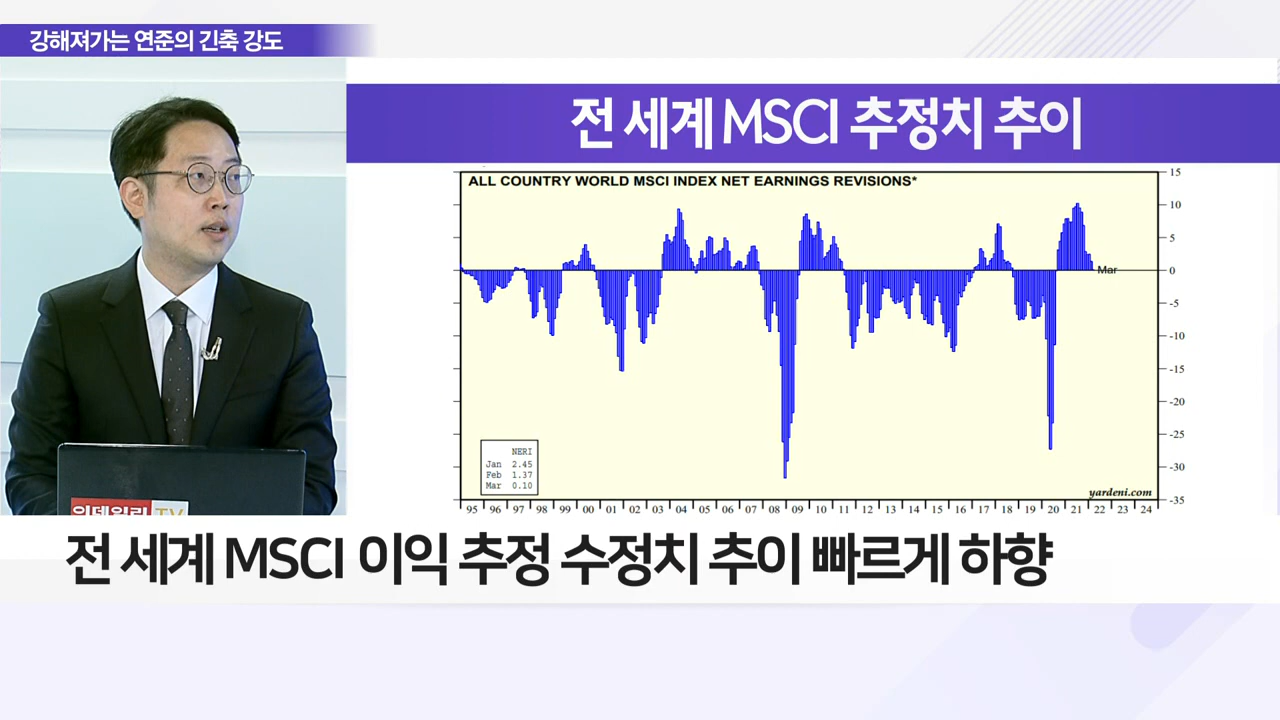 강해져가는 연준의 긴축 강도
전 세계 MSCI 추정치 추이
ALL COUNTRY WORLD MSCI INDEX NET EARNINGS REVISIONS*
15
10
5
0
-5
-10
-15
-20
-25
-30
-35
Mar
NERI
Jan 2.45
Feb 1.37
Mar 0.10
yardeni.com
95 96 97 98 99 00 01 02 03 04 05 06 07 08 09 10 11 12 13 14 15 16 17 18 19 20 21 22 23 24
이데일리 TV
전 세계 MSCI 이익 추정 수정치 추이 빠르게 하향